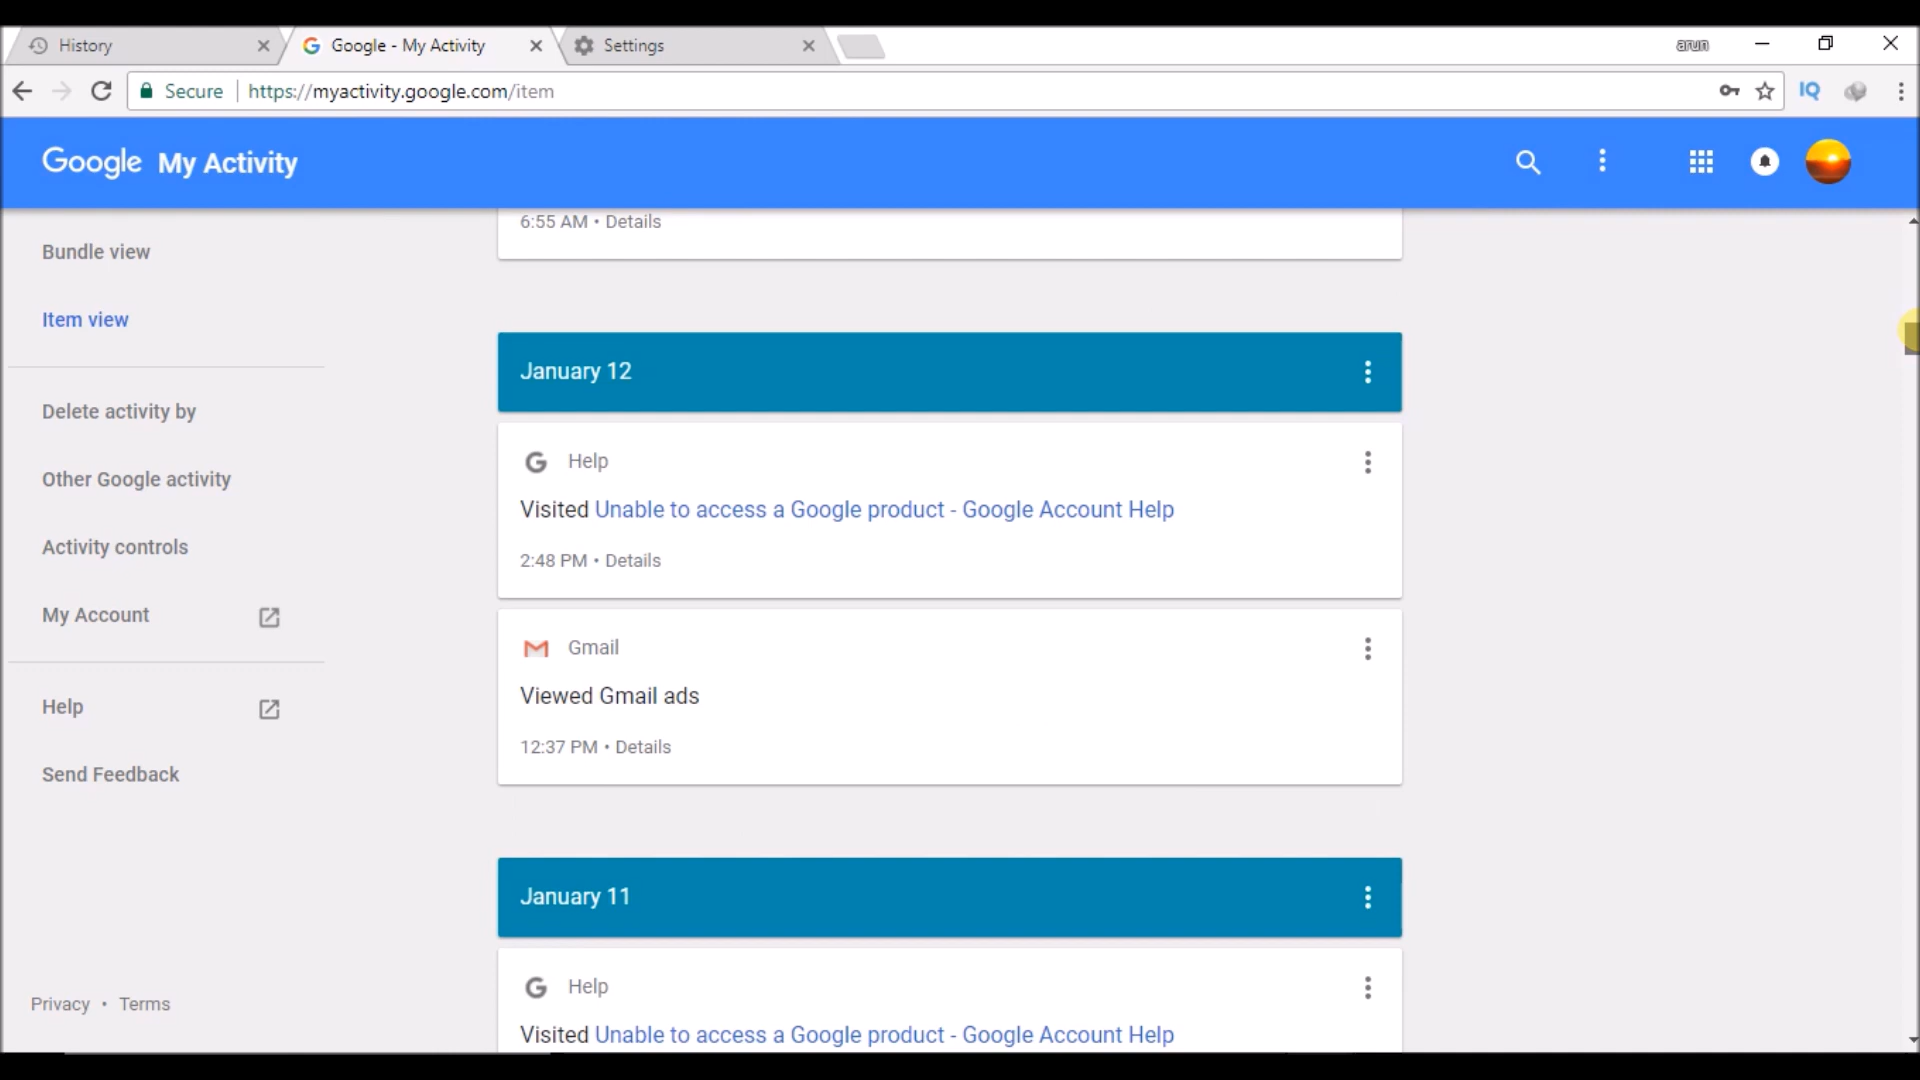 History
Google - My Activity
Settings
arun
Secure
https://myactivity.google.com/item
IQ
Google My Activity
Bundle view
Item view
Delete activity by
Other Google activity
Activity controls
My Account
Help
Send Feedback
Privacy • Terms
6:55 AM • Details
January 12
Help
Visited Unable to access a Google product - Google Account Help
2:48 PM • Details
Gmail
Viewed Gmail ads
12:37 PM • Details
January 11
Help
Visited Unable to access a Google product - Google Account Help